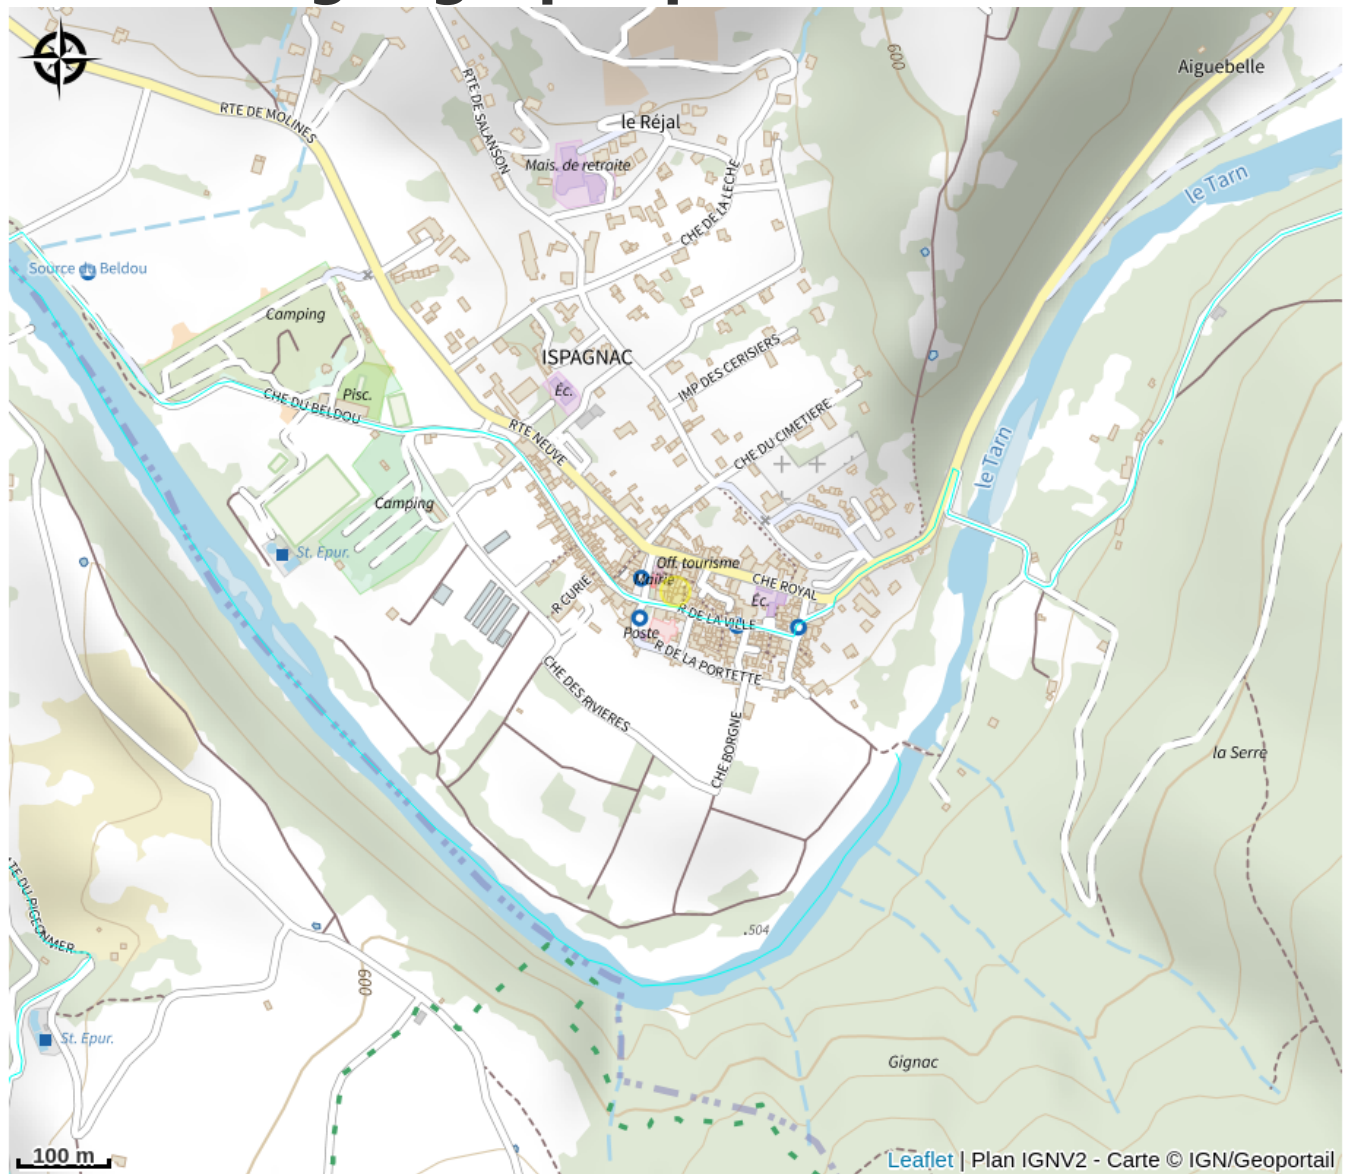 Aiguebelle
600
RTE DE MOLINES
RTE DE SALANSON
le Réjal
Mais. de retraite
CHE DE LA LECHE
le Tarn
Source du Beldou
Camping
ISPAGNAC
IMP DES CERISIERS
Pisc.
Éc.
CHE DU BELDOU
RTE NEUVE
CHE DU CIMETIERE
le Tarn
Camping
St. Epur.
Off. tourisme
Mairie
CHE ROYAL
R CURIE
Éc.
R DE LA VILLE
Poste
R DE LA PORTETTE
CHE DES RIVIERES
CHE BORGNE
la Serre
.504
TE DU PIGEONNIER
600
St. Epur.
Gignac
100 m
Leaflet | Plan IGNV2 - Carte © IGN/Geoportail